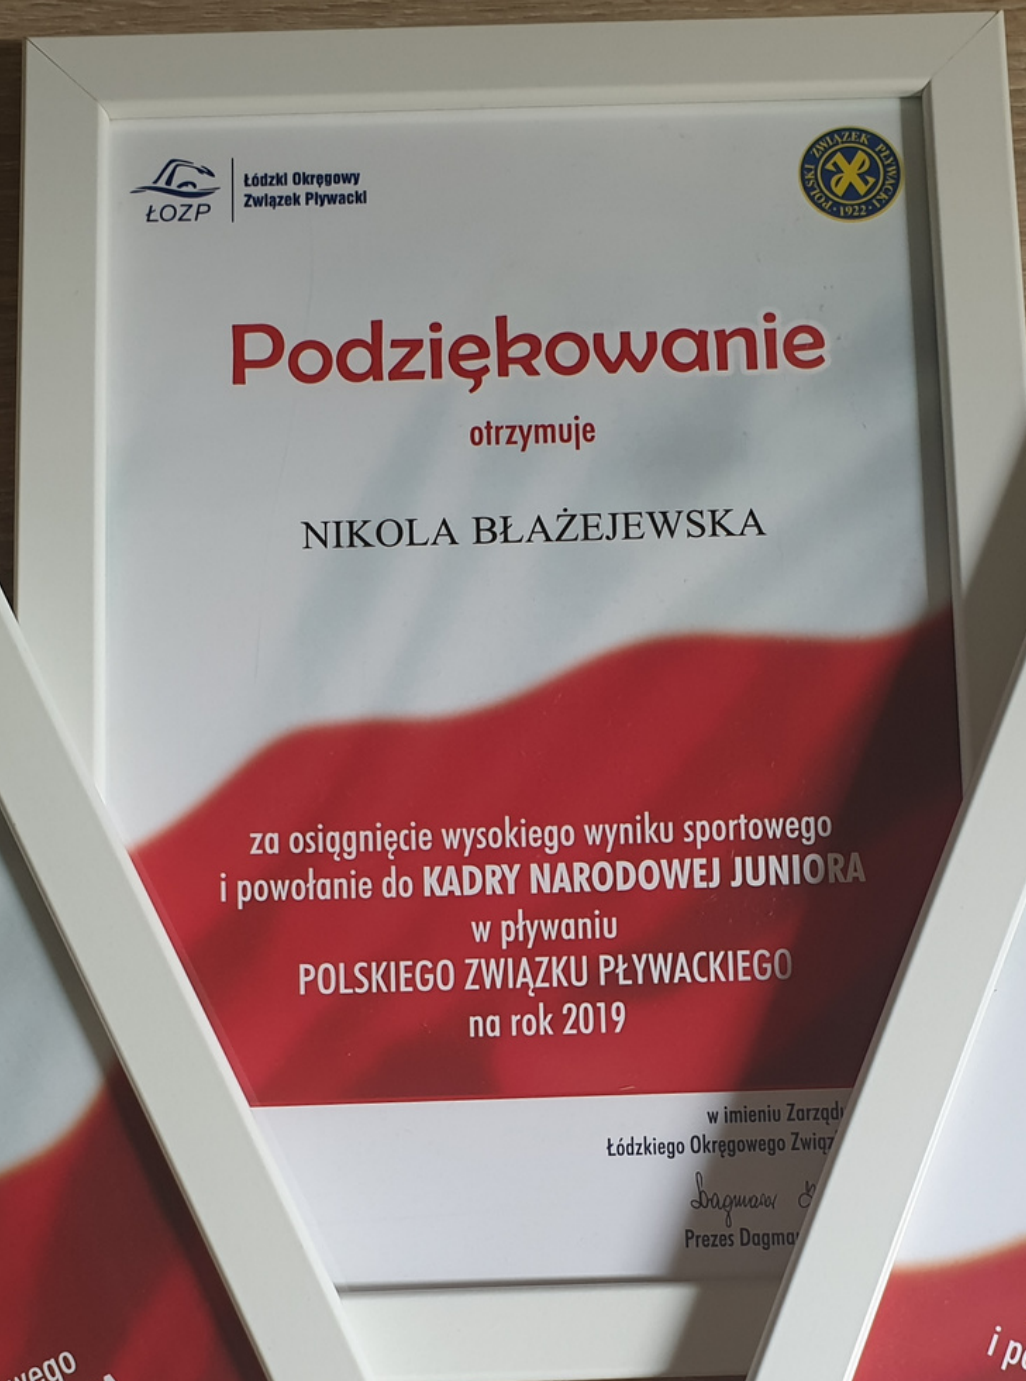 ŁOZP
Łódzki Okręgowy
Związek Pływacki
POLSKI ZWIĄZEK PŁYWACKI
·1922·
Podziękowanie
otrzymuje
NIKOLA BŁAŻEJEWSKA
za osiągnięcie wysokiego wyniku sportowego
i powołanie do KADRY NARODOWEJ JUNIORA
w pływaniu
POLSKIEGO ZWIĄZKU PŁYWACKIEGO
na rok 2019
w imieniu
Łódzkiego Okręgowego
Dagmara
Prezes
i